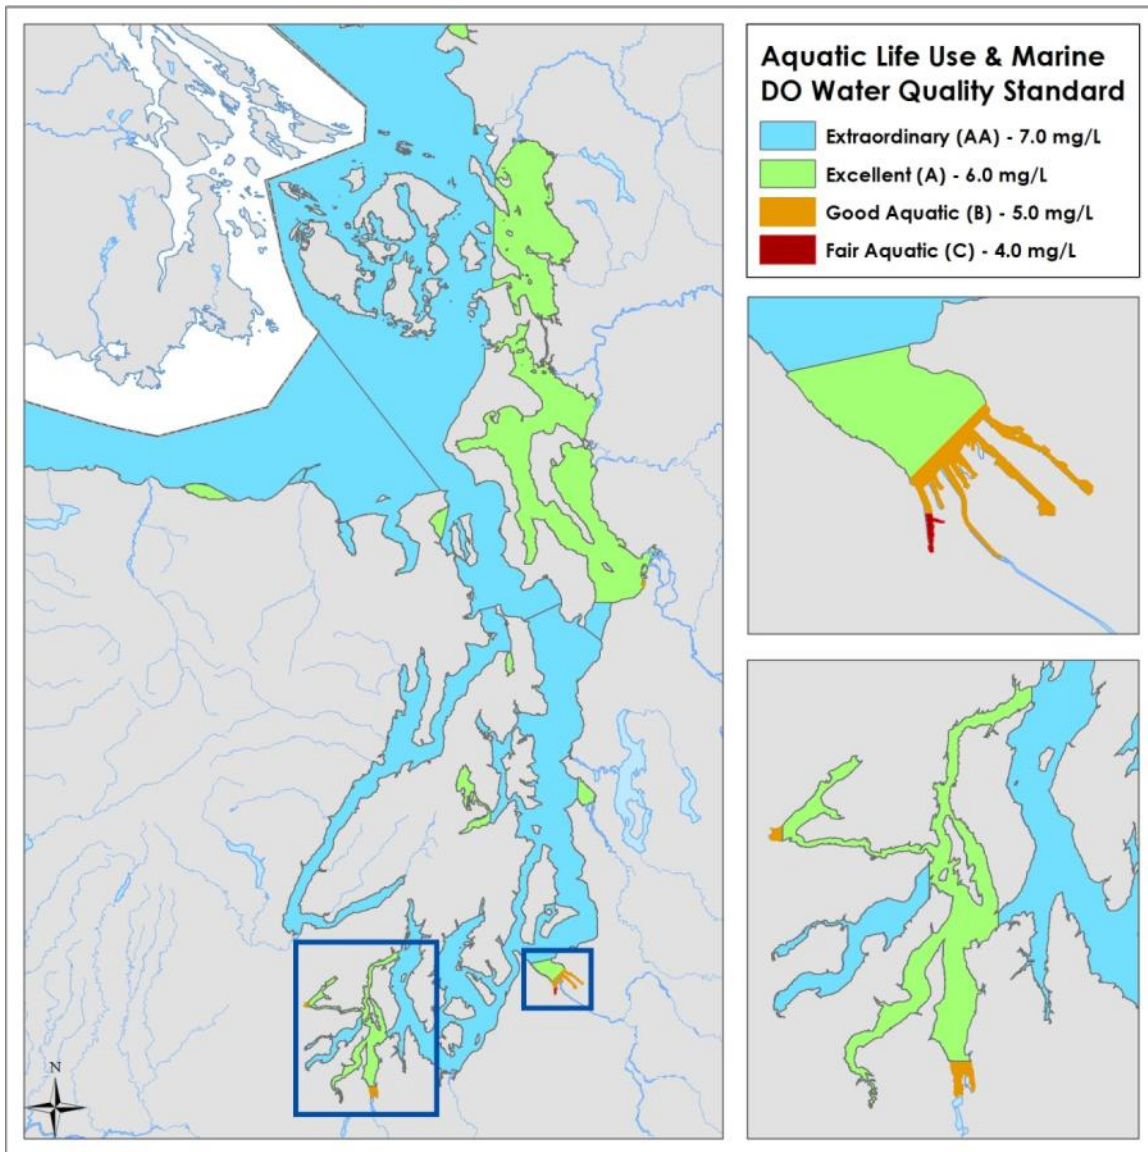 Aquatic Life Use & Marine
DO Water Quality Standard
Extraordinary (AA) - 7.0 mg/L
Excellent (A) - 6.0 mg/L
Good Aquatic (B) - 5.0 mg/L
Fair Aquatic (C) - 4.0 mg/L
N